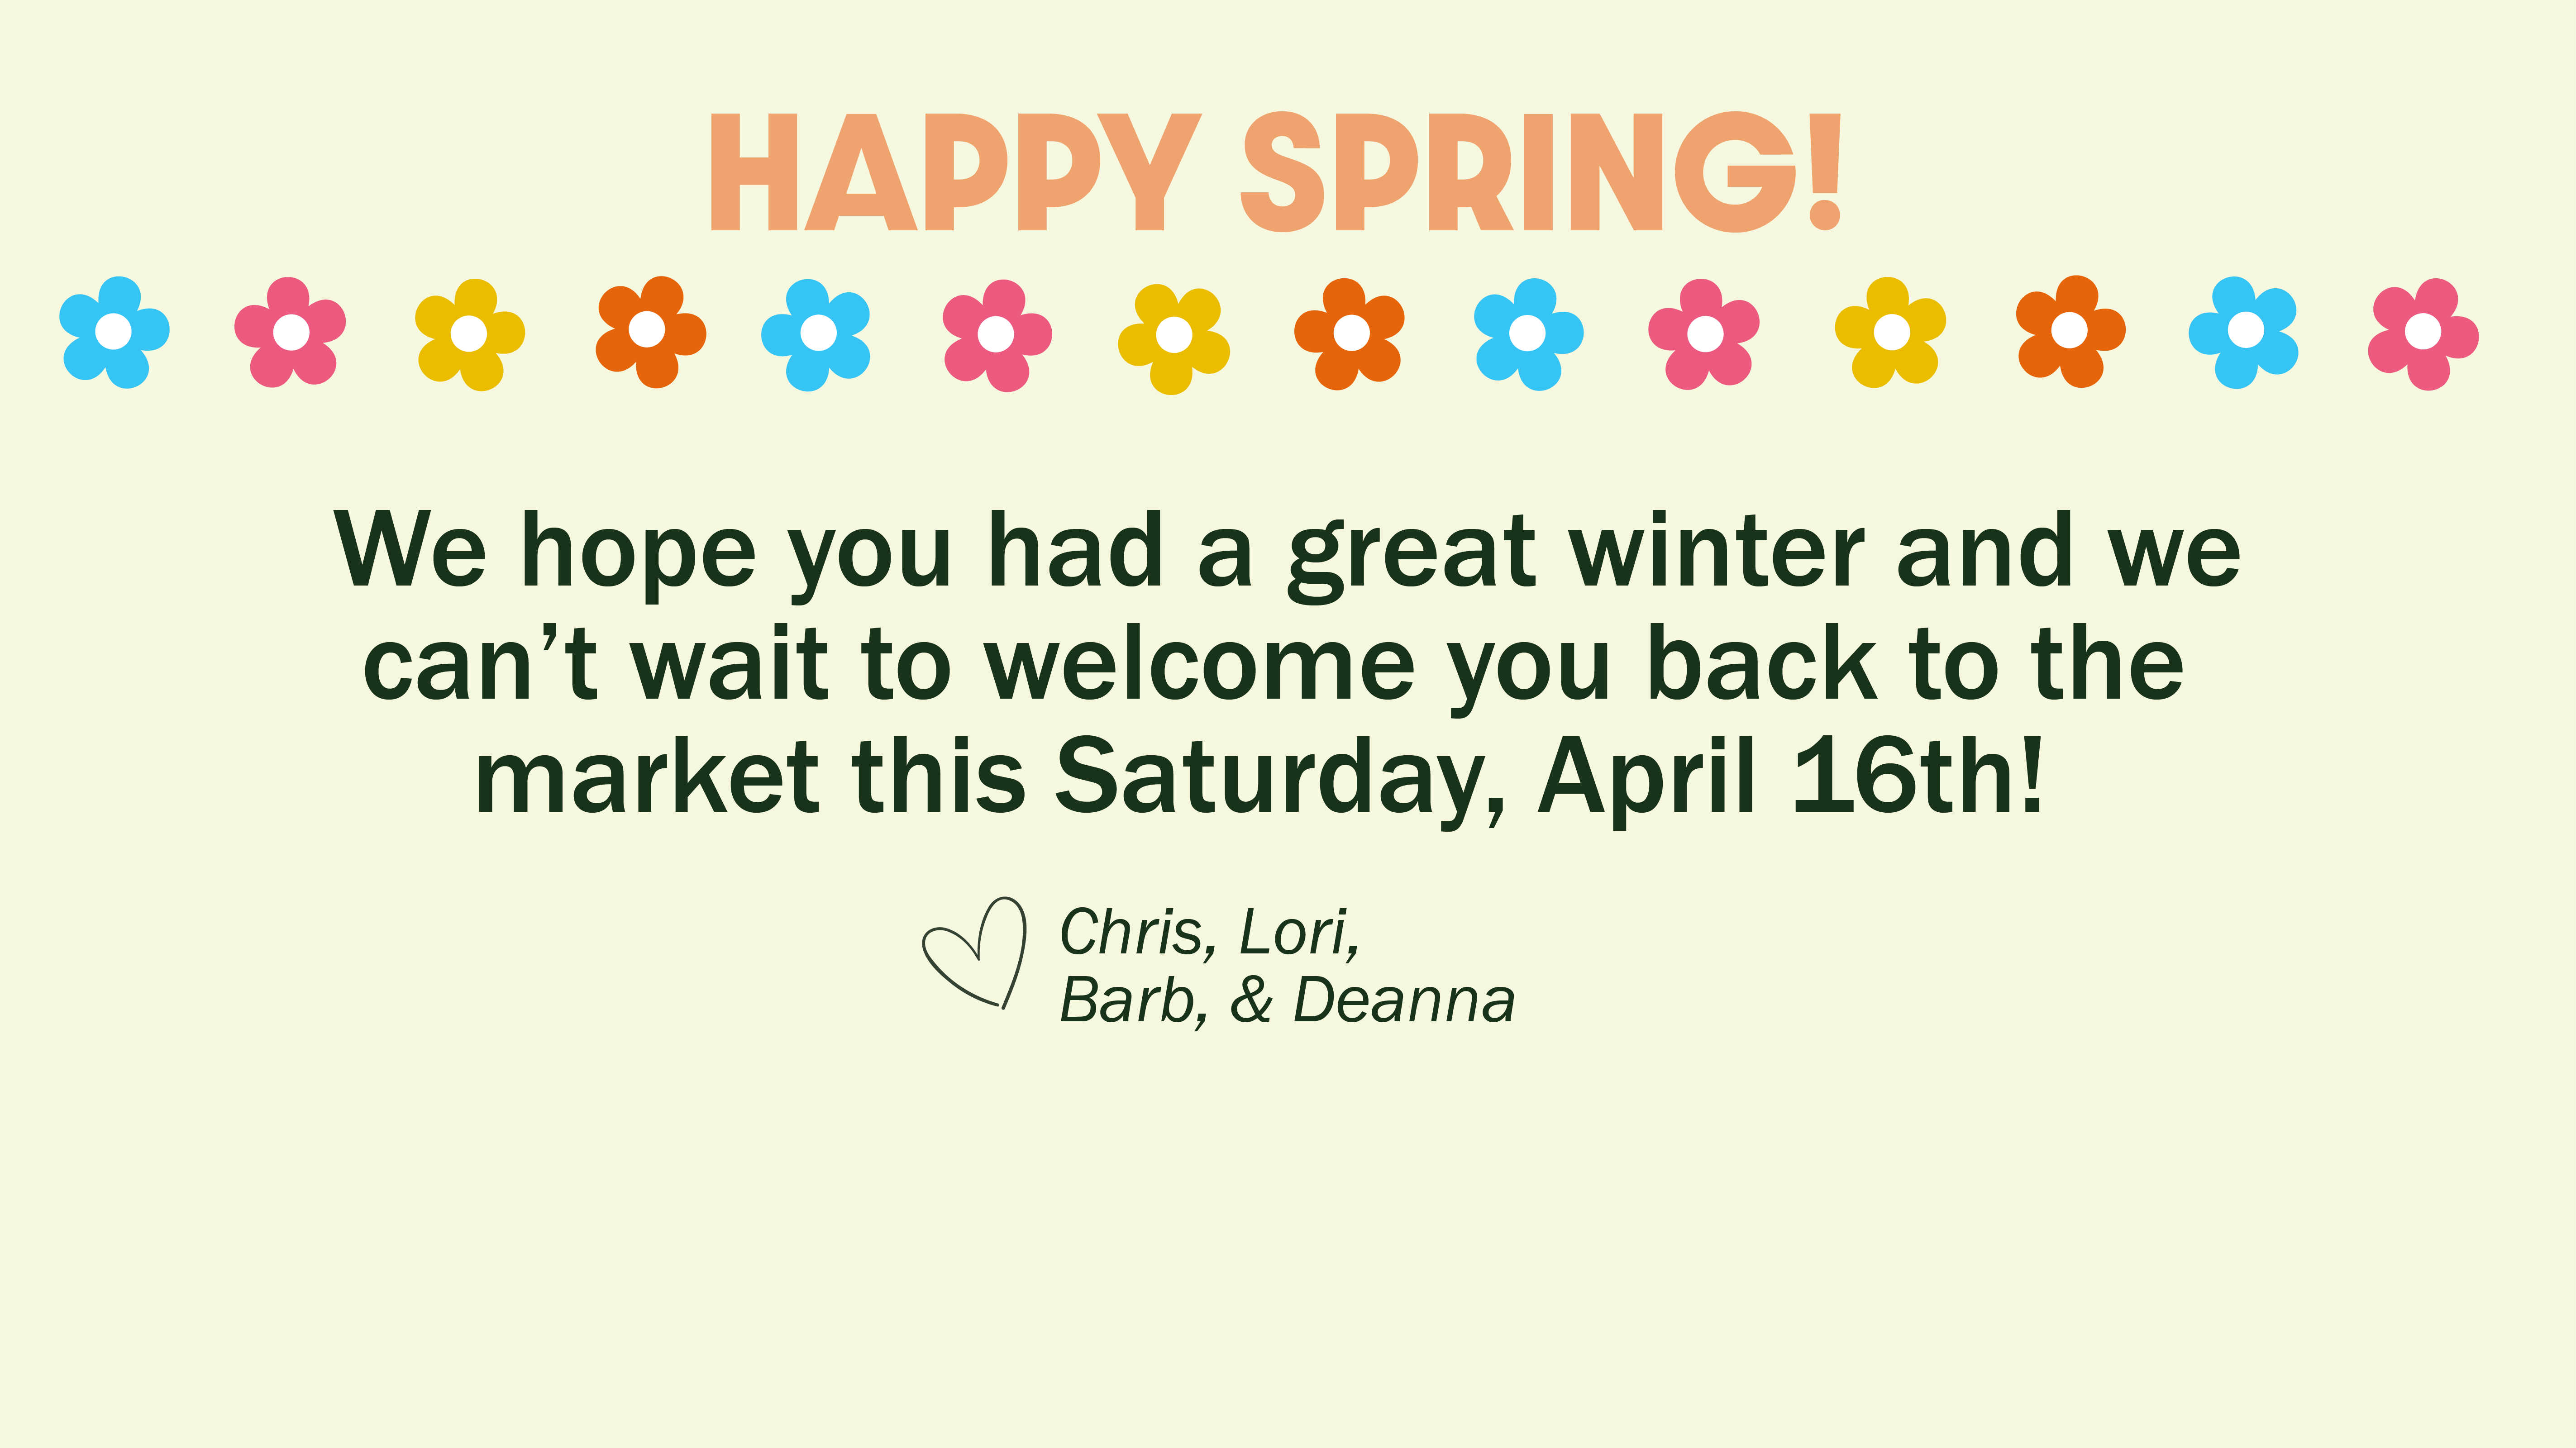 HAPPY SPRING!
We hope you had a great winter and we
can’t wait to welcome you back to the
market this Saturday, April 16th!
Chris, Lori,
Barb, & Deanna